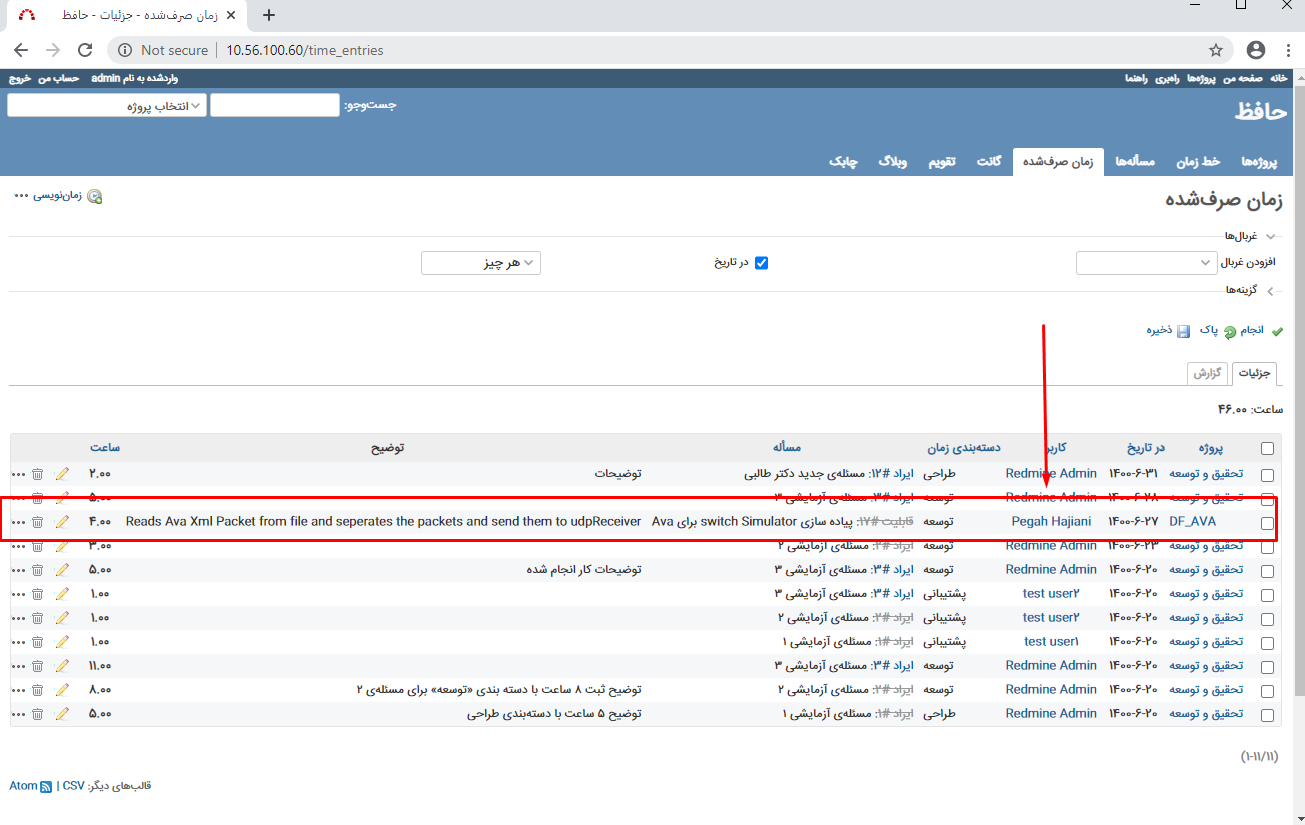 زمان صرف‌شده - جزئیات - حافظ
Not secure | 10.56.100.60/time_entries
خانه صفحه من پروژه‌ها راهبری راهنما
واردشده به نام admin حساب من خروج
حافظ
جست‌وجو:
انتخاب پروژه
پروژه‌ها خط زمان مسأله‌ها زمان صرف‌شده گانت تقویم وبلاگ چابک
زمان صرف‌شده
زمان‌نویسی
غربال‌ها
افزودن غربال
در تاریخ هر چیز
گزینه‌ها
انجام پاک ذخیره
جزئیات گزارش
ساعت: ۴۶.۰۰
پروژه در تاریخ کاربر دسته‌بندی زمان مسأله توضیح ساعت
تحقیق و توسعه ۱۴۰۰-۶-۳۱ Redmine Admin طراحی ایراد #۱۲: مسئله‌ی جدید دکتر طالبی توضیحات ۲.۰۰
تحقیق و توسعه ۱۴۰۰-۶-۲۸ Redmine Admin توسعه ایراد #۳: مسئله‌ی آزمایشی ۳ ۵.۰۰
DF_AVA ۱۴۰۰-۶-۲۷ Pegah Hajiani توسعه قابلیت #۱۷: پیاده سازی switch Simulator برای Ava Reads Ava Xml Packet from file and seperates the packets and send them to udpReceiver ۴.۰۰
تحقیق و توسعه ۱۴۰۰-۶-۲۳ Redmine Admin توسعه ایراد #۲: مسئله‌ی آزمایشی ۲ ۳.۰۰
تحقیق و توسعه ۱۴۰۰-۶-۲۰ Redmine Admin توسعه ایراد #۳: مسئله‌ی آزمایشی ۳ توضیحات کار انجام شده ۵.۰۰
تحقیق و توسعه ۱۴۰۰-۶-۲۰ test user۲ پشتیبانی ایراد #۳: مسئله‌ی آزمایشی ۳ ۱.۰۰
تحقیق و توسعه ۱۴۰۰-۶-۲۰ test user۲ پشتیبانی ایراد #۲: مسئله‌ی آزمایشی ۲ ۱.۰۰
تحقیق و توسعه ۱۴۰۰-۶-۲۰ test user۱ پشتیبانی ایراد #۱: مسئله‌ی آزمایشی ۱ ۱.۰۰
تحقیق و توسعه ۱۴۰۰-۶-۲۰ Redmine Admin توسعه ایراد #۳: مسئله‌ی آزمایشی ۳ ۱۱.۰۰
تحقیق و توسعه ۱۴۰۰-۶-۲۰ Redmine Admin توسعه ایراد #۲: مسئله‌ی آزمایشی ۲ توضیح ثبت ۸ ساعت با دسته بندی «توسعه» برای مسئله‌ی ۲ ۸.۰۰
تحقیق و توسعه ۱۴۰۰-۶-۲۰ Redmine Admin طراحی ایراد #۱: مسئله‌ی آزمایشی ۱ توضیح ۵ ساعت با دسته‌بندی طراحی ۵.۰۰
(۱-۱۱/۱۱)
قالب‌های دیگر: CSV | Atom